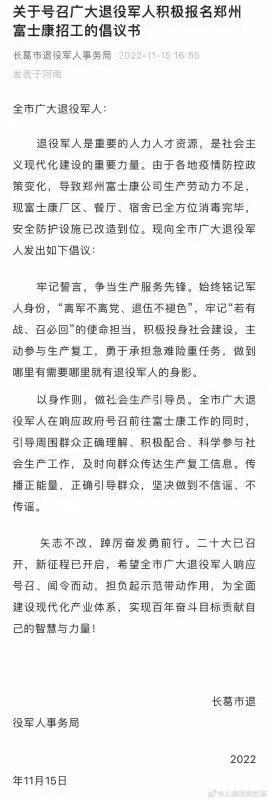 关于号召广大退役军人积极报名郑州
富士康招工的倡议书
长葛市退役军人事务局 2022-11-15 16:55
发表于河南
全市广大退役军人：
退役军人是重要的人力人才资源，是社会主
义现代化建设的重要力量。由于各地疫情防控政
策变化，导致郑州富士康公司生产劳动力不足，
现富士康厂区、餐厅、宿舍已全方位消毒完毕，
安全防护设施已改造到位。现向全市广大退役军
人发出如下倡议：
牢记誓言，争当生产服务先锋。始终铭记军
人身份，“离军不离党、退伍不褪色”，牢记“若有
战、召必回”的使命担当，积极投身社会建设，主
动参与生产复工，勇于承担急难险重任务，做到
哪里有需要哪里就有退役军人的身影。
以身作则，做社会生产引导员。全市广大退
役军人在响应政府号召前往富士康工作的同时，
引导周围群众正确理解、积极配合、科学参与社
会生产工作，及时向群众传达生产复工信息。传
播正能量，正确引导群众，坚决做到不信谣、不
传谣。
矢志不改，踔厉奋发勇前行。二十大已召
开，新征程已开启，希望全市广大退役军人响应
号召、闻令而动，担负起示范带动作用，为全面
建设现代化产业体系，实现百年奋斗目标贡献自
己的智慧与力量！
长葛市退
役军人事务局
2022
年11月15日